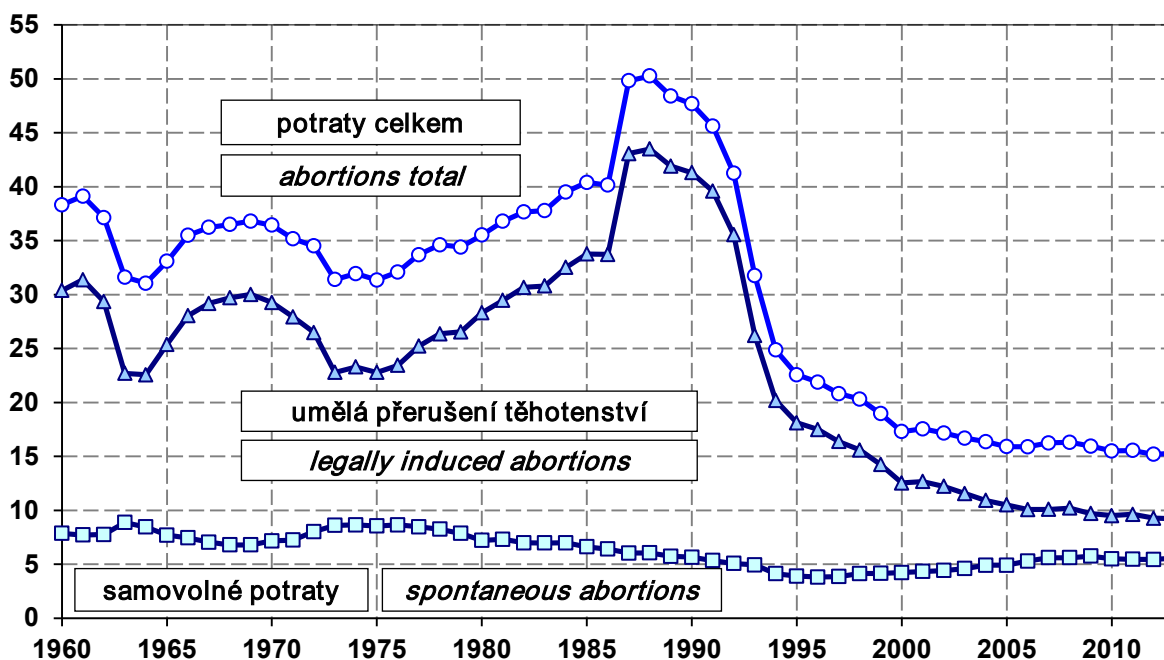 55
50
45
40
35
30
25
20
15
10
5
0
potraty celkem
abortions total
umělá přerušení těhotenství
legally induced abortions
samovolné potraty
spontaneous abortions
1960 1965 1970 1975 1980 1985 1990 1995 2000 2005 2010